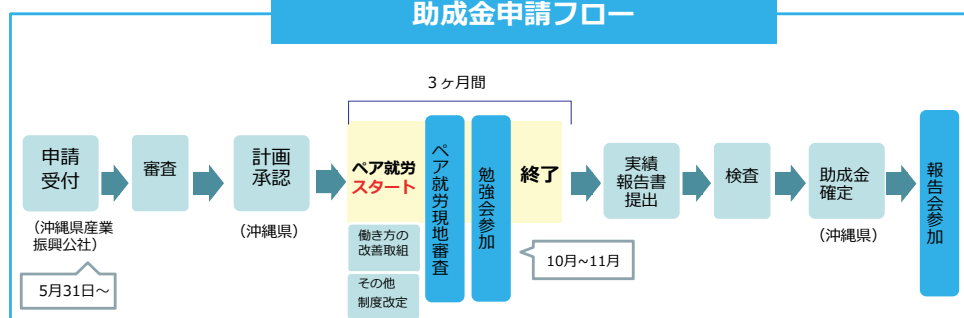 助成金申請フロー
3ヶ月間
申請
受付
(沖縄県産業
振興公社)
5月31日～
審査
計画
承認
(沖縄県)
ペア就労
スタート
働き方の
改善取組
その他
制度改定
ペア就労現地審査
勉強会参加
終了
10月~11月
実績
報告書
提出
検査
助成金
確定
(沖縄県)
報告会参加